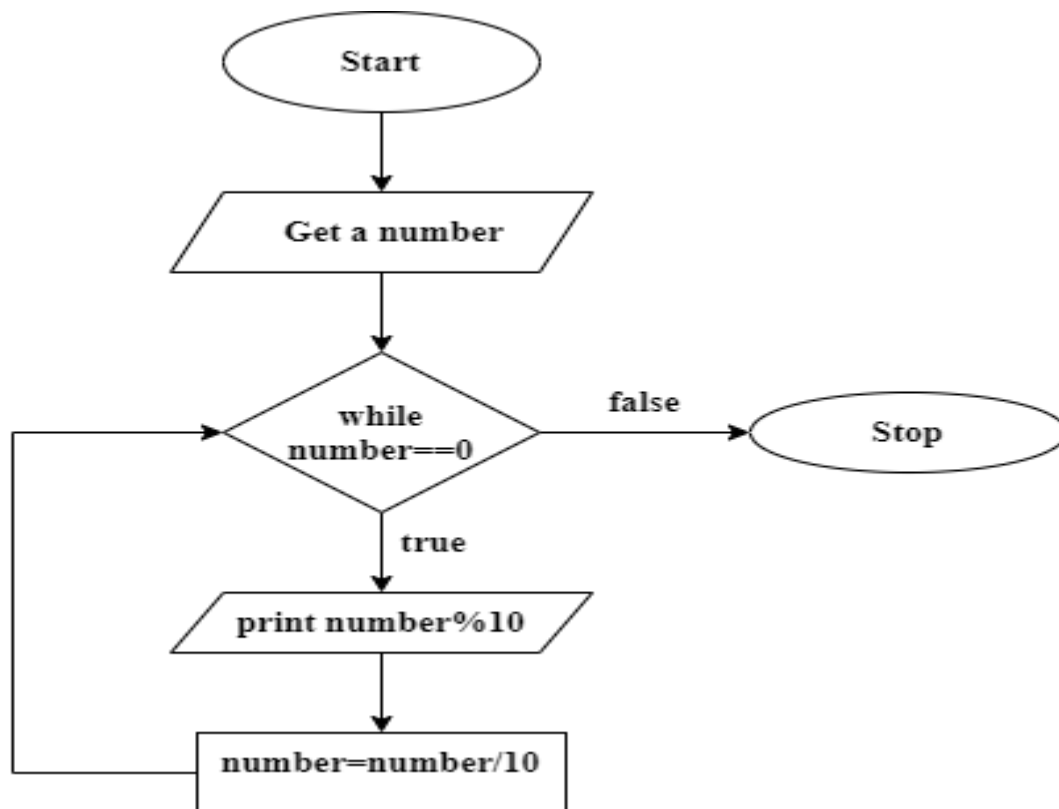 Start
Get a number
while
number==0
false
Stop
true
print number%10
number=number/10